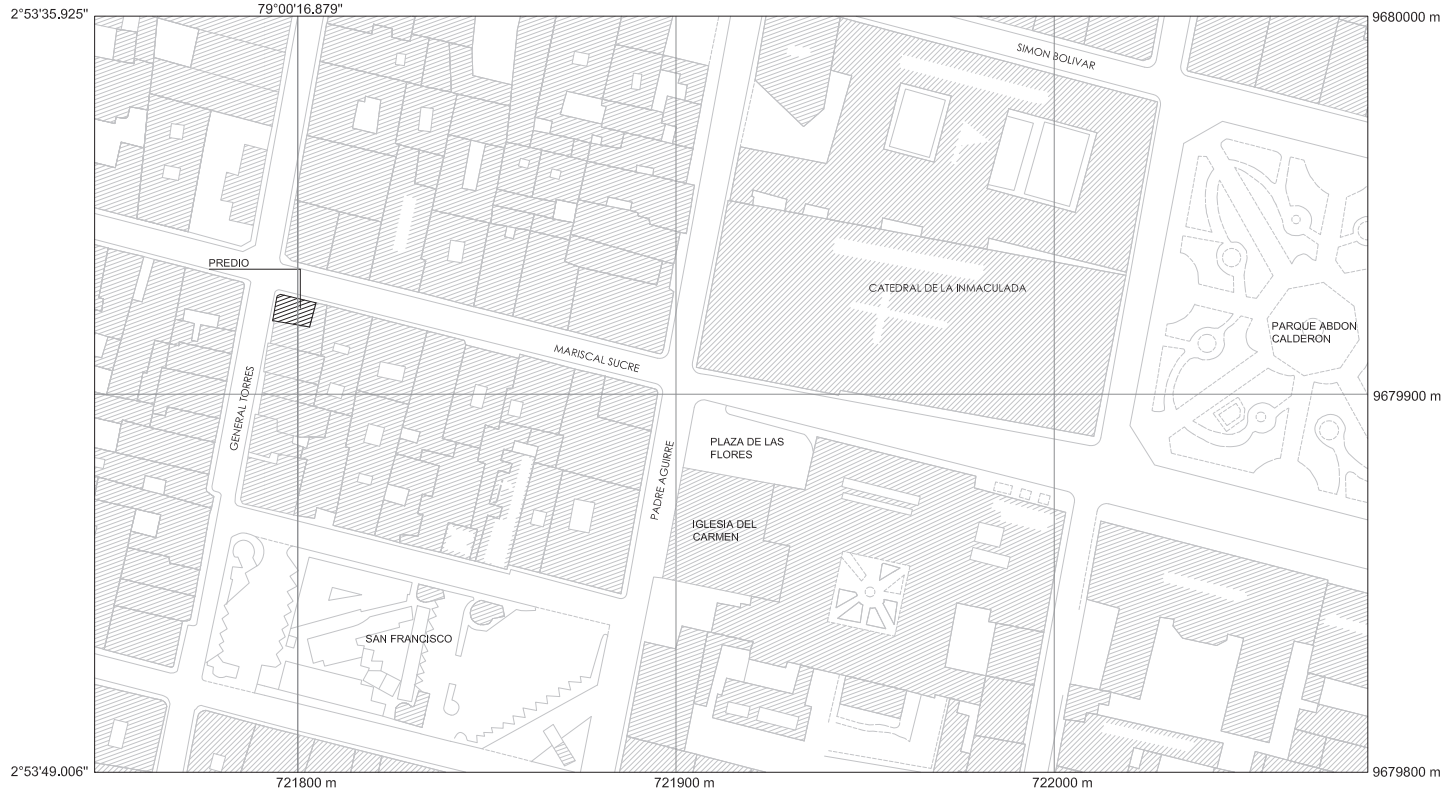 79°00'16.879"
2°53'35.925"
9680000 m
SIMON BOLIVAR
PREDIO
CATEDRAL DE LA INMACULADA
PARQUE ABDON
CALDERON
MARISCAL SUCRE
GENERAL TORRES
9679900 m
PLAZA DE LAS
FLORES
PADRE AGUIRRE
IGLESIA DEL
CARMEN
SAN FRANCISCO
2°53'49.006"
9679800 m
721800 m
721900 m
722000 m